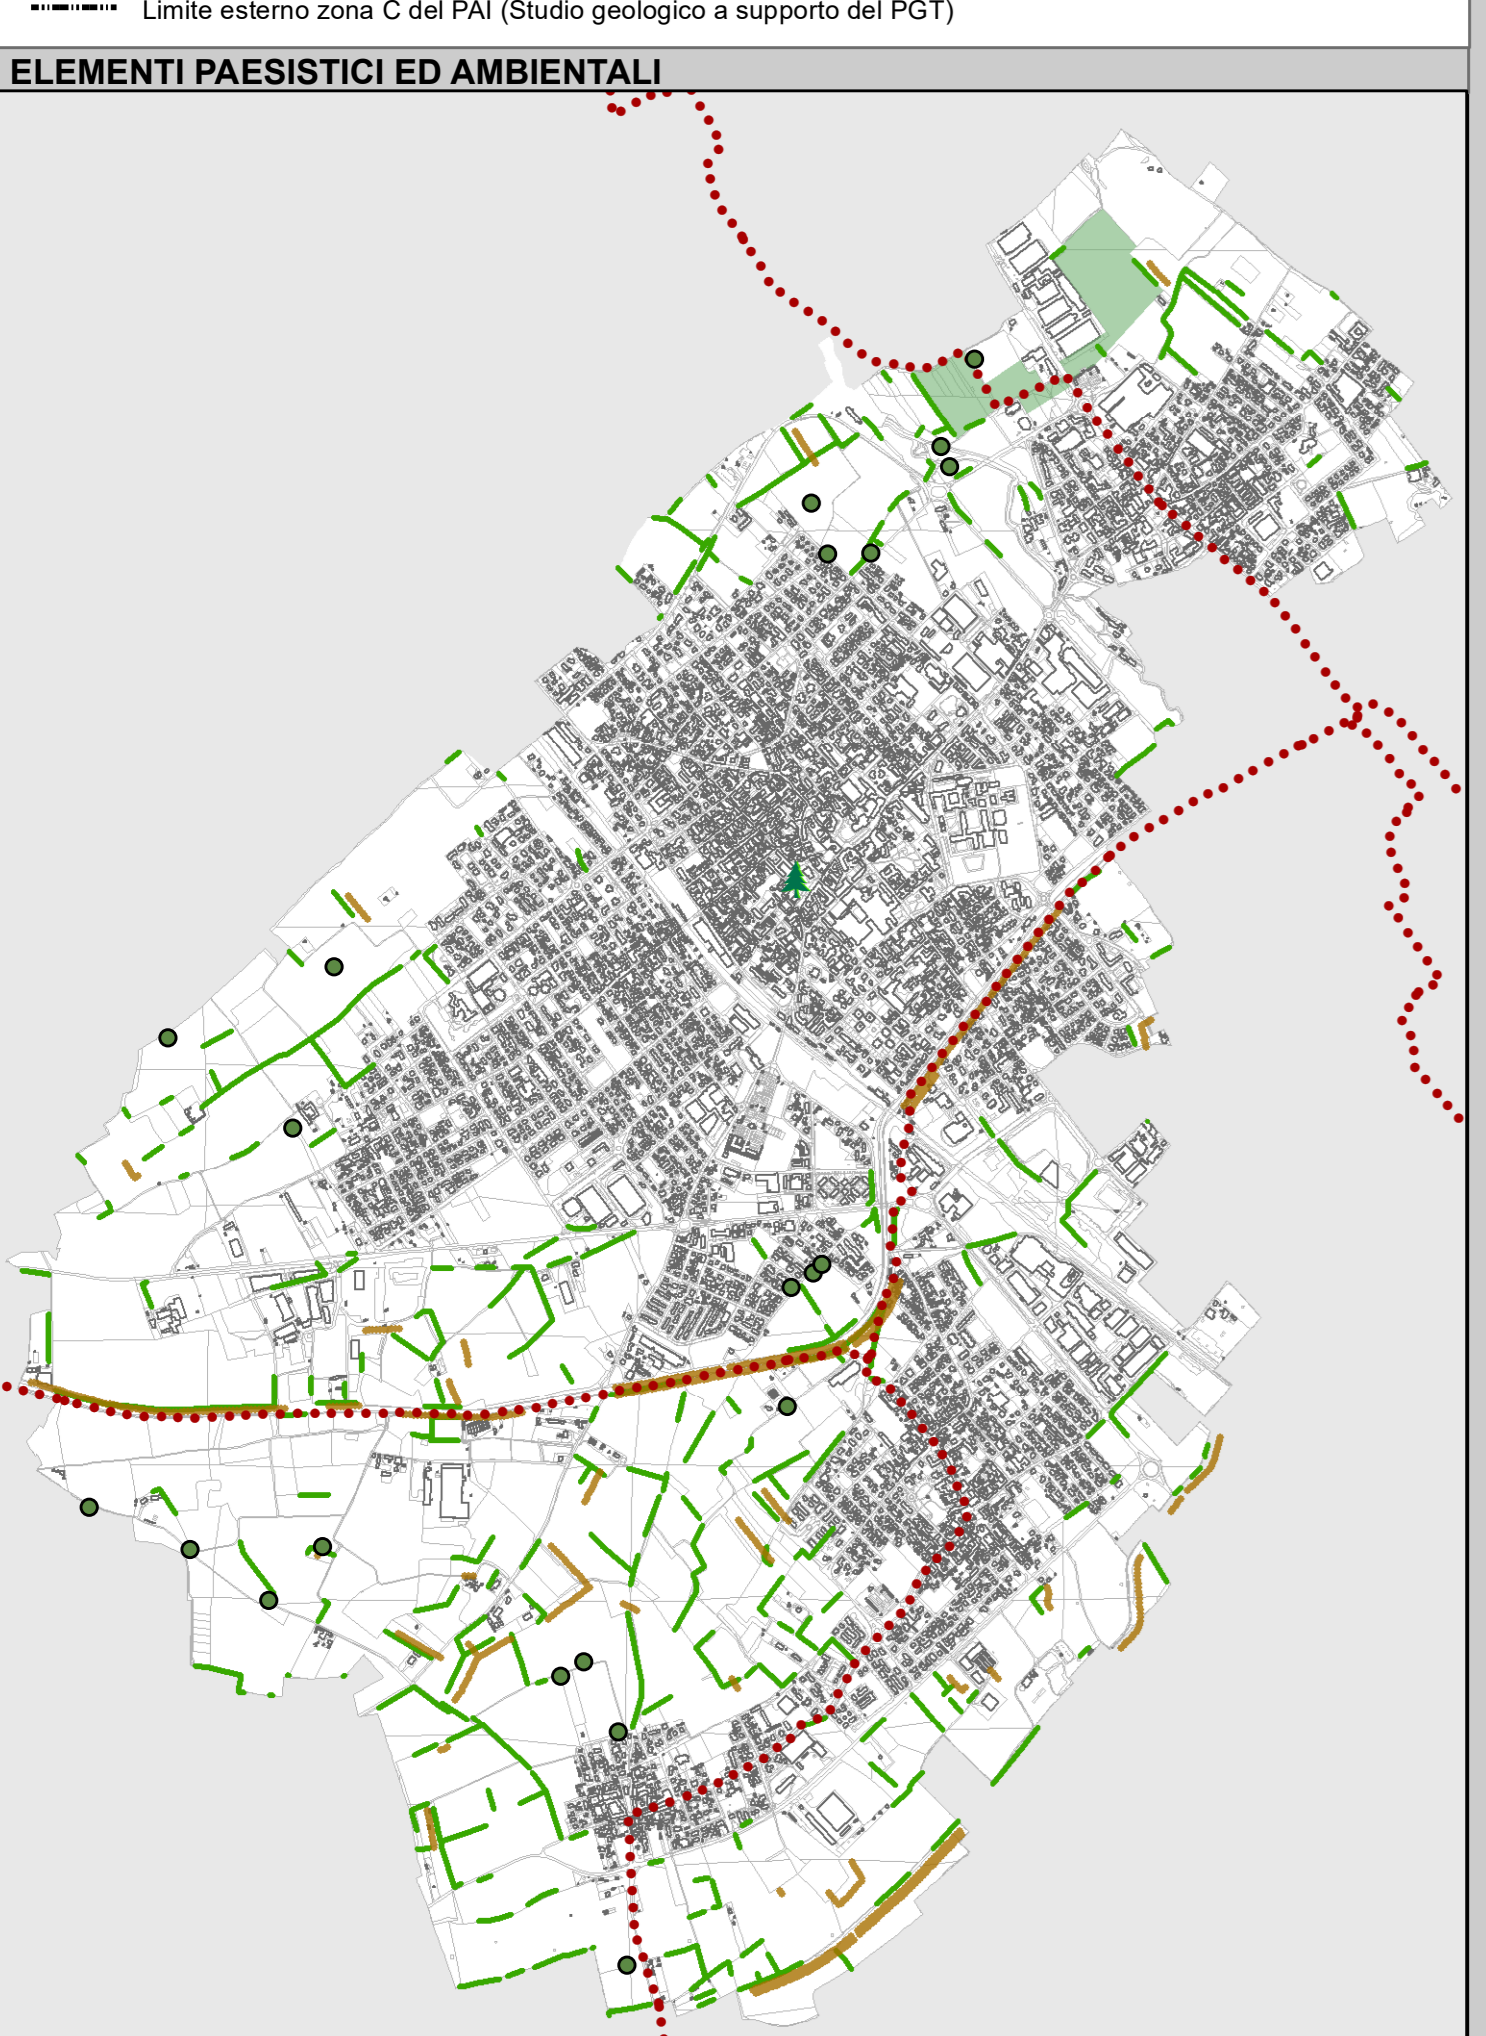 Limite esterno zona C del PAI (Studio geologico a supporto del PGT)
ELEMENTI PAESISTICI ED AMBIENTALI